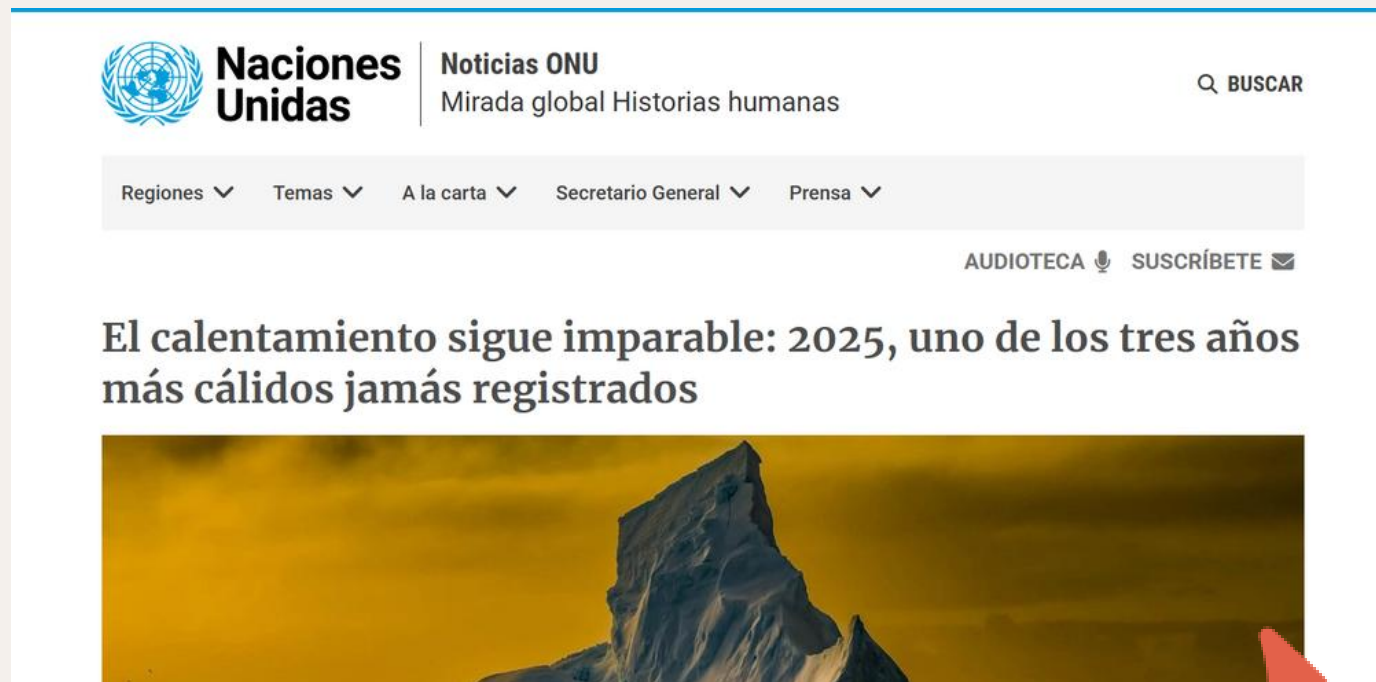 Naciones
Unidas
Noticias ONU
Mirada global Historias humanas
BUSCAR
Regiones
Temas
A la carta
Secretario General
Prensa
AUDIOTECA
SUSCRÍBETE
El calentamiento sigue imparable: 2025, uno de los tres años
más cálidos jamás registrados